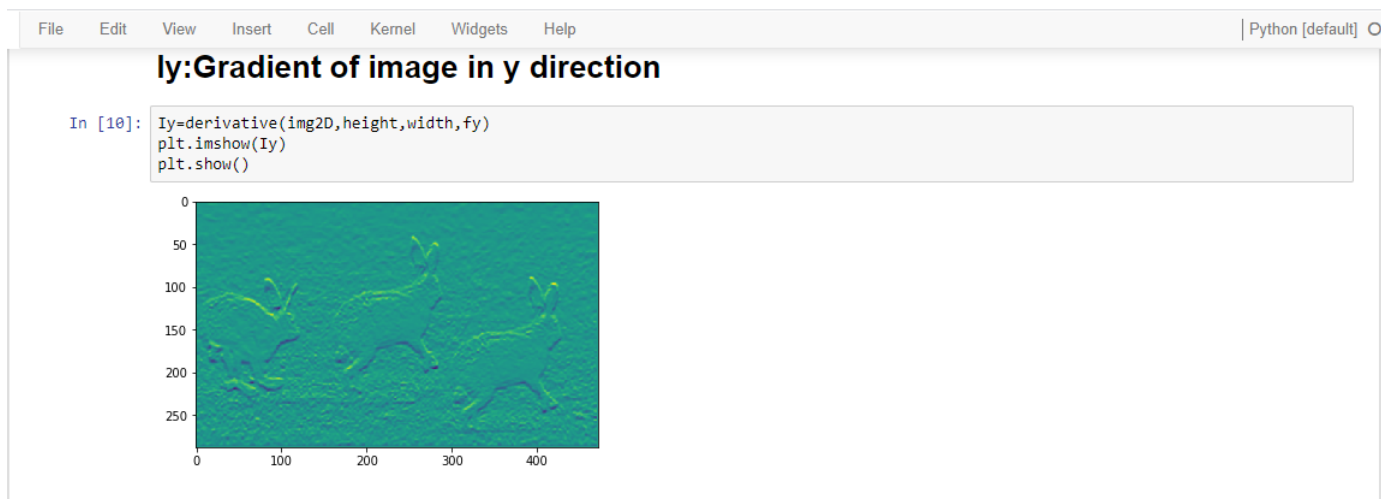 File Edit View Insert Cell Kernel Widgets Help Python [default]
Iy:Gradient of image in y direction
In [10]: Iy=derivative(img2D,height,width,fy)
plt.imshow(Iy)
plt.show()
0
50
100
150
200
250
0 100 200 300 400